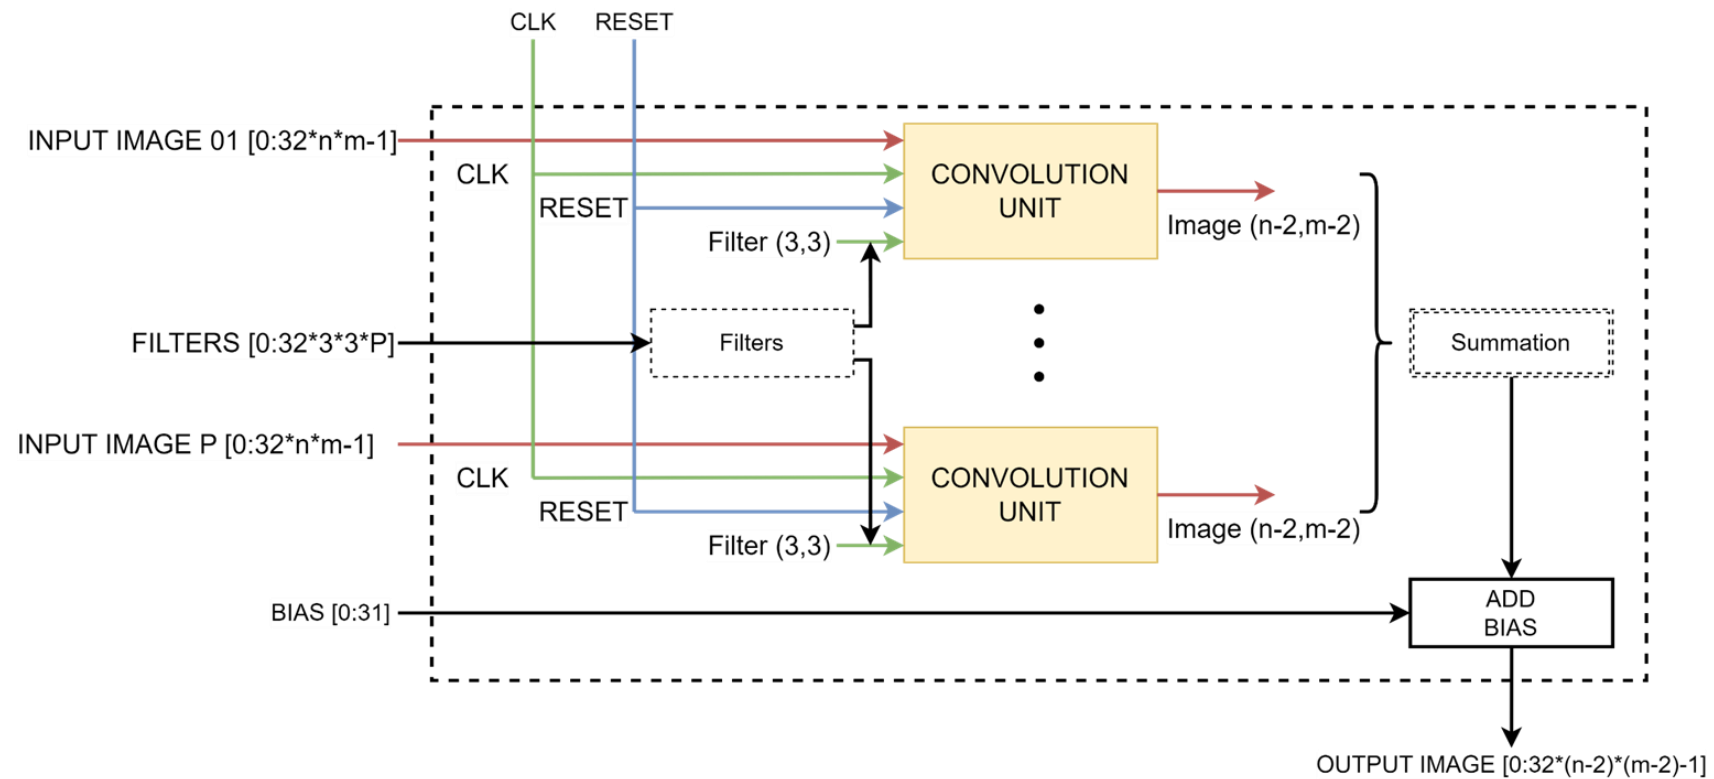 CLK
RESET
INPUT IMAGE 01 [0:32*n*m-1]
CLK
RESET
Filter (3,3)
CONVOLUTION
UNIT
Image (n-2,m-2)
FILTERS [0:32*3*3*P]
Filters
Summation
INPUT IMAGE P [0:32*n*m-1]
CLK
RESET
Filter (3,3)
CONVOLUTION
UNIT
Image (n-2,m-2)
BIAS [0:31]
ADD
BIAS
OUTPUT IMAGE [0:32*(n-2)*(m-2)-1]